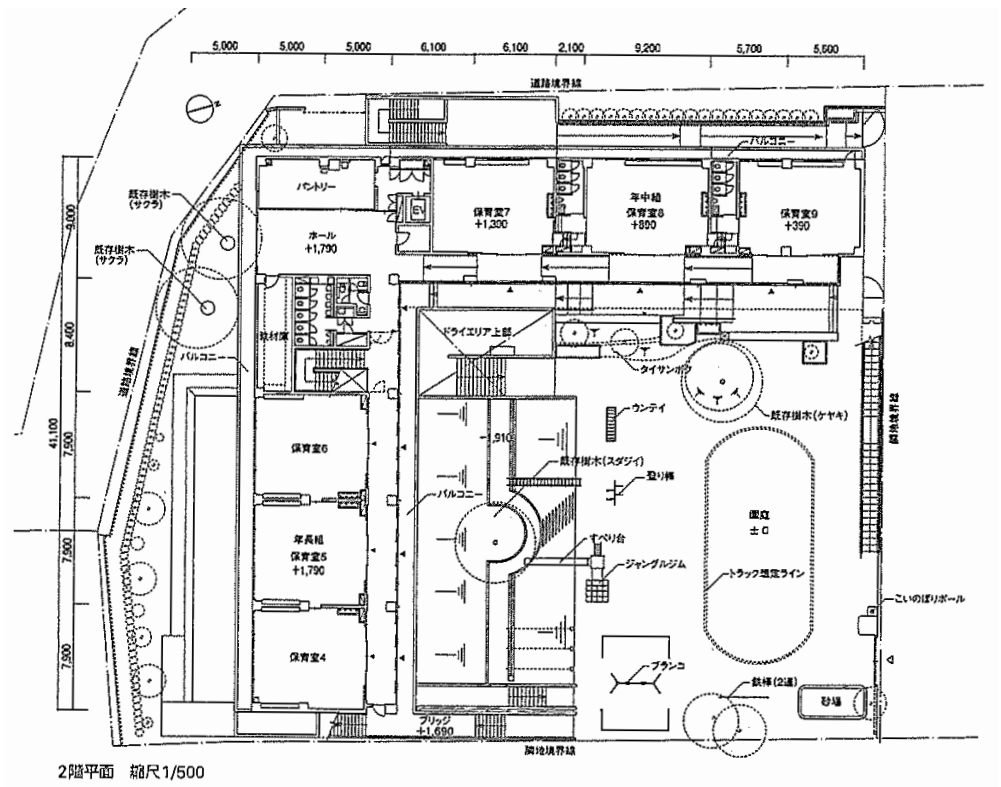 5,000 5,000 5,000 6,100 6,100 2,100 9,200 5,700 5,600
道路境界線
N
バルコニー
既存樹木
(サクラ)
パントリー
EV
保育室7
+1,390
年中組
保育室8
+890
保育室9
+390
ホール
+1,790
既存樹木
(サクラ)
9,000
8,400
41,100
7,900
7,900
7,900
ドライエリア上部
バルコニー
タイサンボク
道路境界線
隣地境界線
既存樹木(ケヤキ)
ウンテイ
保育室6
既存樹木(スダジイ)
登り棒
バルコニー
園庭
±0
年長組
保育室5
+1,790
すべり台
ジャングルジム
トラック想定ライン
こいのぼりポール
保育室4
ブランコ
鉄棒(2連)
砂場
ブリッジ
+1,690
隣地境界線
2階平面 縮尺1/500